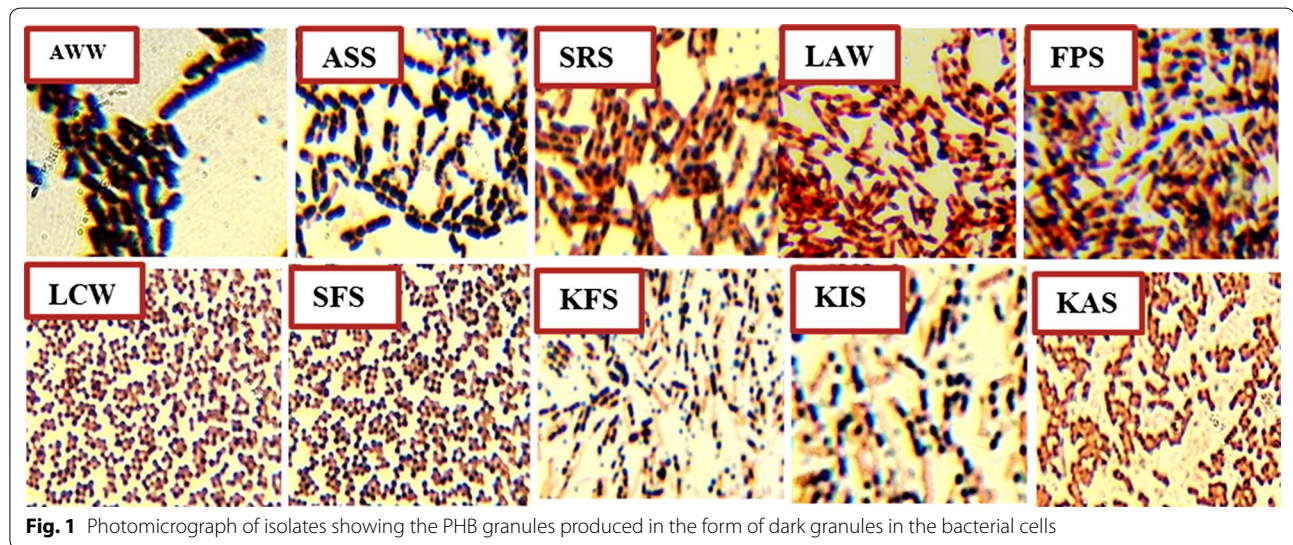 AWW
ASS
SRS
LAW
FPS
LCW
SFS
KFS
KIS
KAS
Fig. 1 Photomicrograph of isolates showing the PHB granules produced in the form of dark granules in the bacterial cells